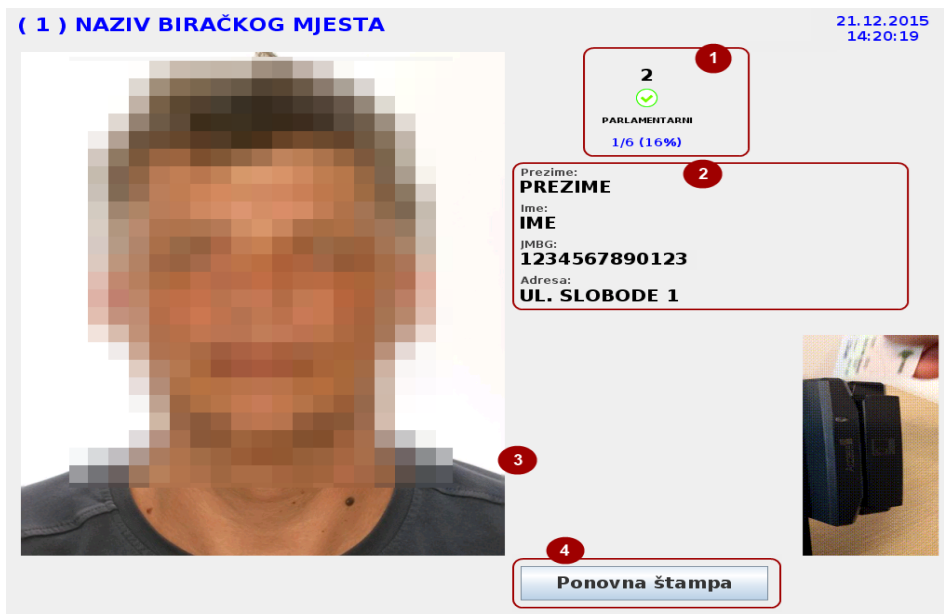 ( 1 ) NAZIV BIRAČKOG MJESTA
21.12.2015
14:20:19
1
2
PARLAMENTARNI
1/6 (16%)
2
Prezime:
PREZIME
Ime:
IME
JMBG:
1234567890123
Adresa:
UL. SLOBODE 1
3
4
Ponovna štampa